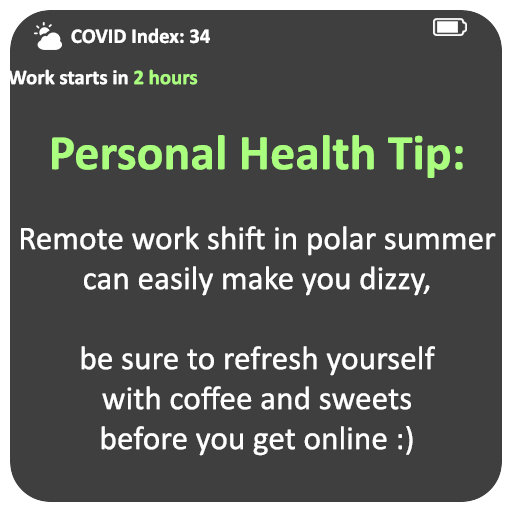 COVID Index: 34
Work starts in 2 hours
Personal Health Tip:
Remote work shift in polar summer
can easily make you dizzy,
be sure to refresh yourself
with coffee and sweets
before you get online :)